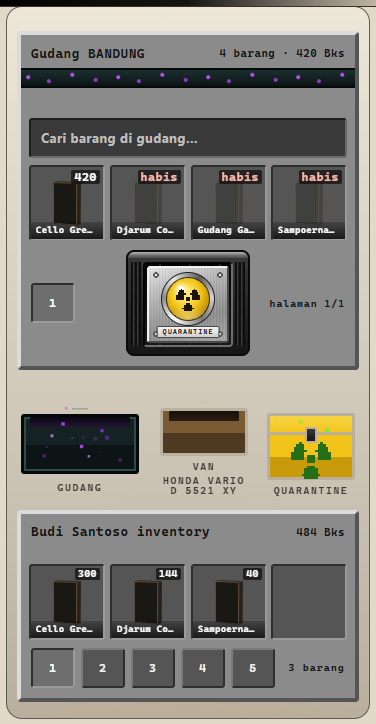 Gudang BANDUNG 4 barang · 420 Bks
Cari barang di gudang...
420 habis habis habis
Cello Gre… Djarum Co… Gudang Ga… Sampoerna…
1 QUARANTINE halaman 1/1
GUDANG VAN QUARANTINE
HONDA VARIO
D 5521 XY
Budi Santoso inventory 484 Bks
300 144 40
Cello Gre… Djarum Co… Sampoerna…
1 2 3 4 5 3 barang